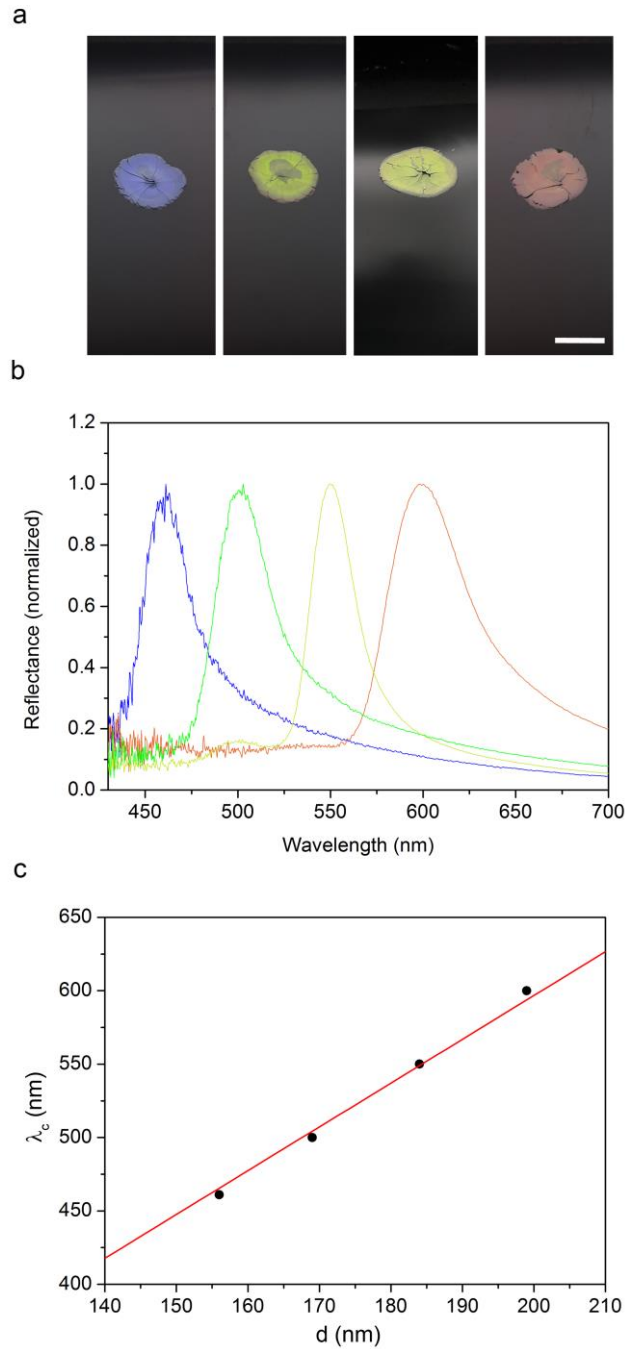 a
b
Reflectance (normalized)
1.2
1.0
0.8
0.6
0.4
0.2
0.0
450 500 550 600 650 700
Wavelength (nm)
c
λc (nm)
650
600
550
500
450
400
140 150 160 170 180 190 200 210
d (nm)